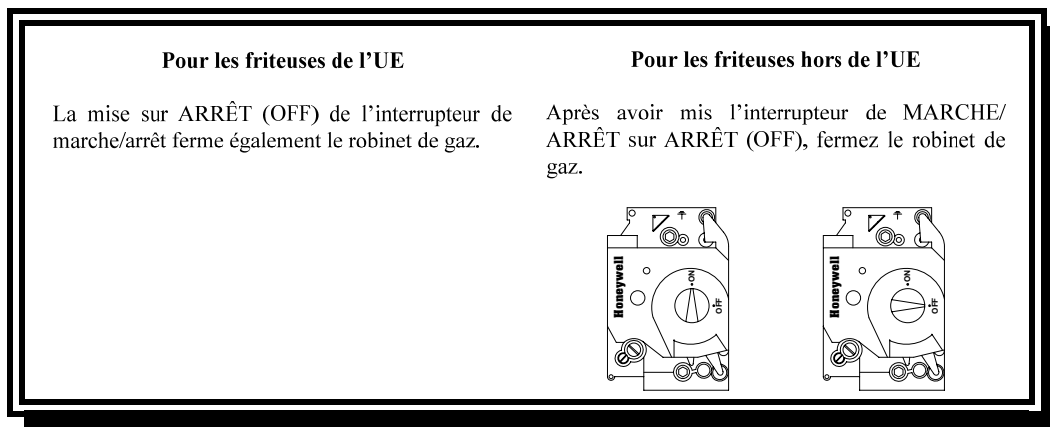 Pour les friteuses de l’UE
La mise sur ARRÊT (OFF) de l’interrupteur de
marche/arrêt ferme également le robinet de gaz.
Pour les friteuses hors de l’UE
Après avoir mis l’interrupteur de MARCHE/
ARRÊT sur ARRÊT (OFF), fermez le robinet de
gaz.
Honeywell
ON
OFF
Honeywell
ON
OFF